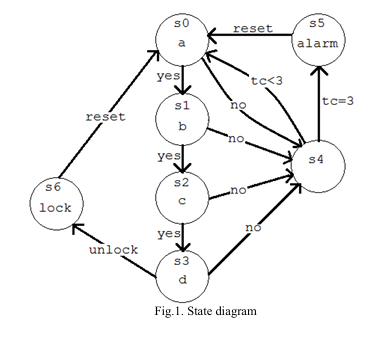 s0
a
s5
alarm
reset
yes
tc<3
no
tc=3
s1
b
reset
no
yes
s4
s2
c
no
s6
lock
yes
no
unlock
s3
d
Fig.1. State diagram